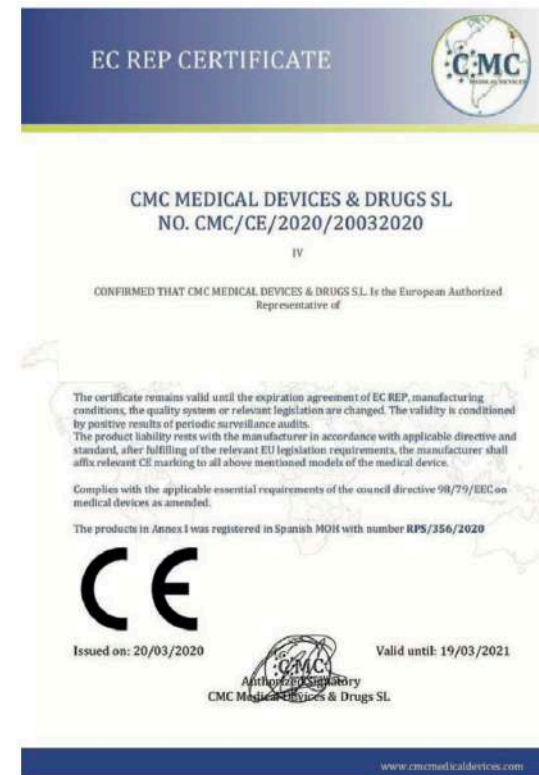 EC REP CERTIFICATE
CMC
MEDICAL DEVICES
CMC MEDICAL DEVICES & DRUGS SL
NO. CMC/CE/2020/20032020
IV
CONFIRMED THAT CMC MEDICAL DEVICES & DRUGS S.L. Is the European Authorized
Representative of
The certificate remains valid until the expiration agreement of EC REP, manufacturing
conditions, the quality system or relevant legislation are changed. The validity is conditioned
by positive results of periodic surveillance audits.
The product liability rests with the manufacturer in accordance with applicable directive and
standard, after fulfilling of the relevant EU legislation requirements, the manufacturer shall
affix relevant CE marking to all above mentioned models of the medical device.
Complies with the applicable essential requirements of the council directive 98/79/EEC on
medical devices as amended.
The products in Annex I was registered in Spanish MOH with number RPS/356/2020
CE
Issued on: 20/03/2020
Valid until: 19/03/2021
CMC
Authorized Signatory
CMC Medical Devices & Drugs SL
www.cmcmedicaldevices.com